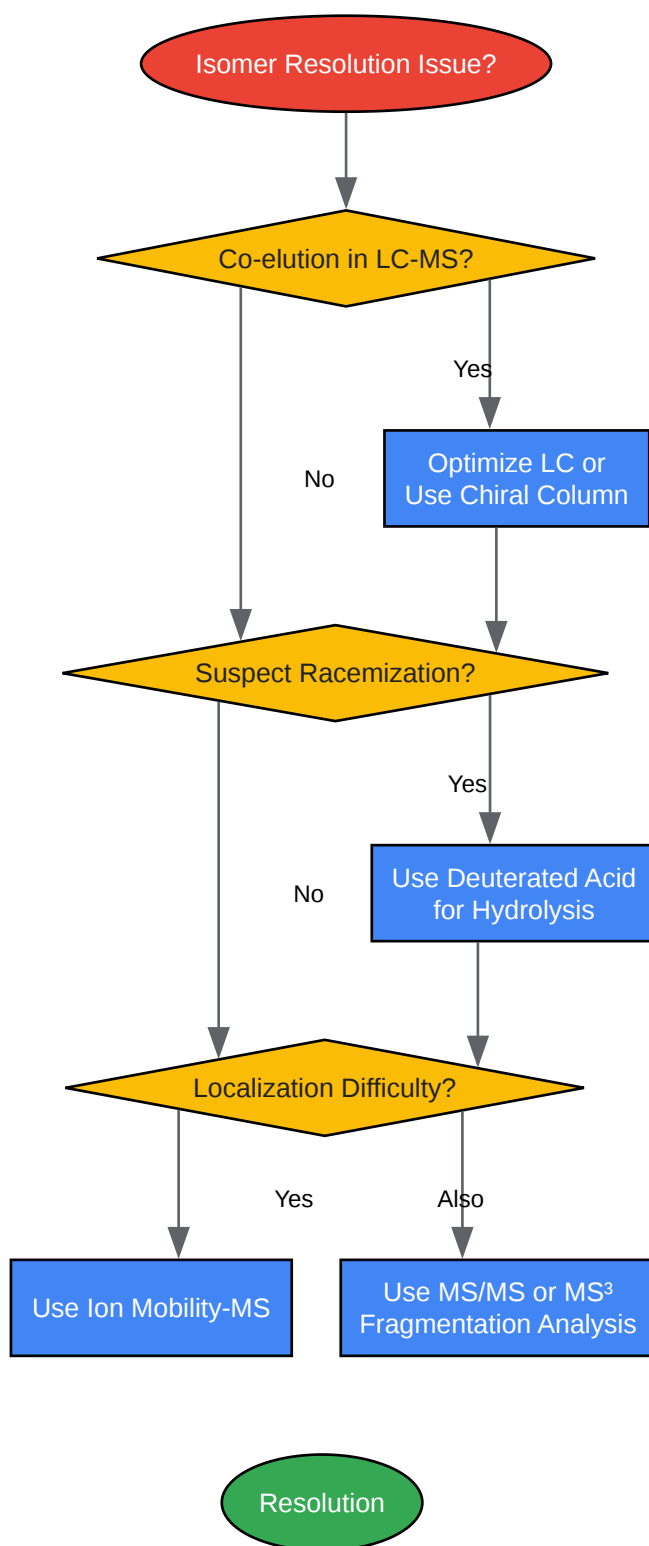 Isomer Resolution Issue?
Co-elution in LC-MS?
Yes
Optimize LC or
Use Chiral Column
No
Suspect Racemization?
Yes
Use Deuterated Acid
for Hydrolysis
No
Localization Difficulty?
Yes
Also
Use Ion Mobility-MS
Use MS/MS or MS³
Fragmentation Analysis
Resolution